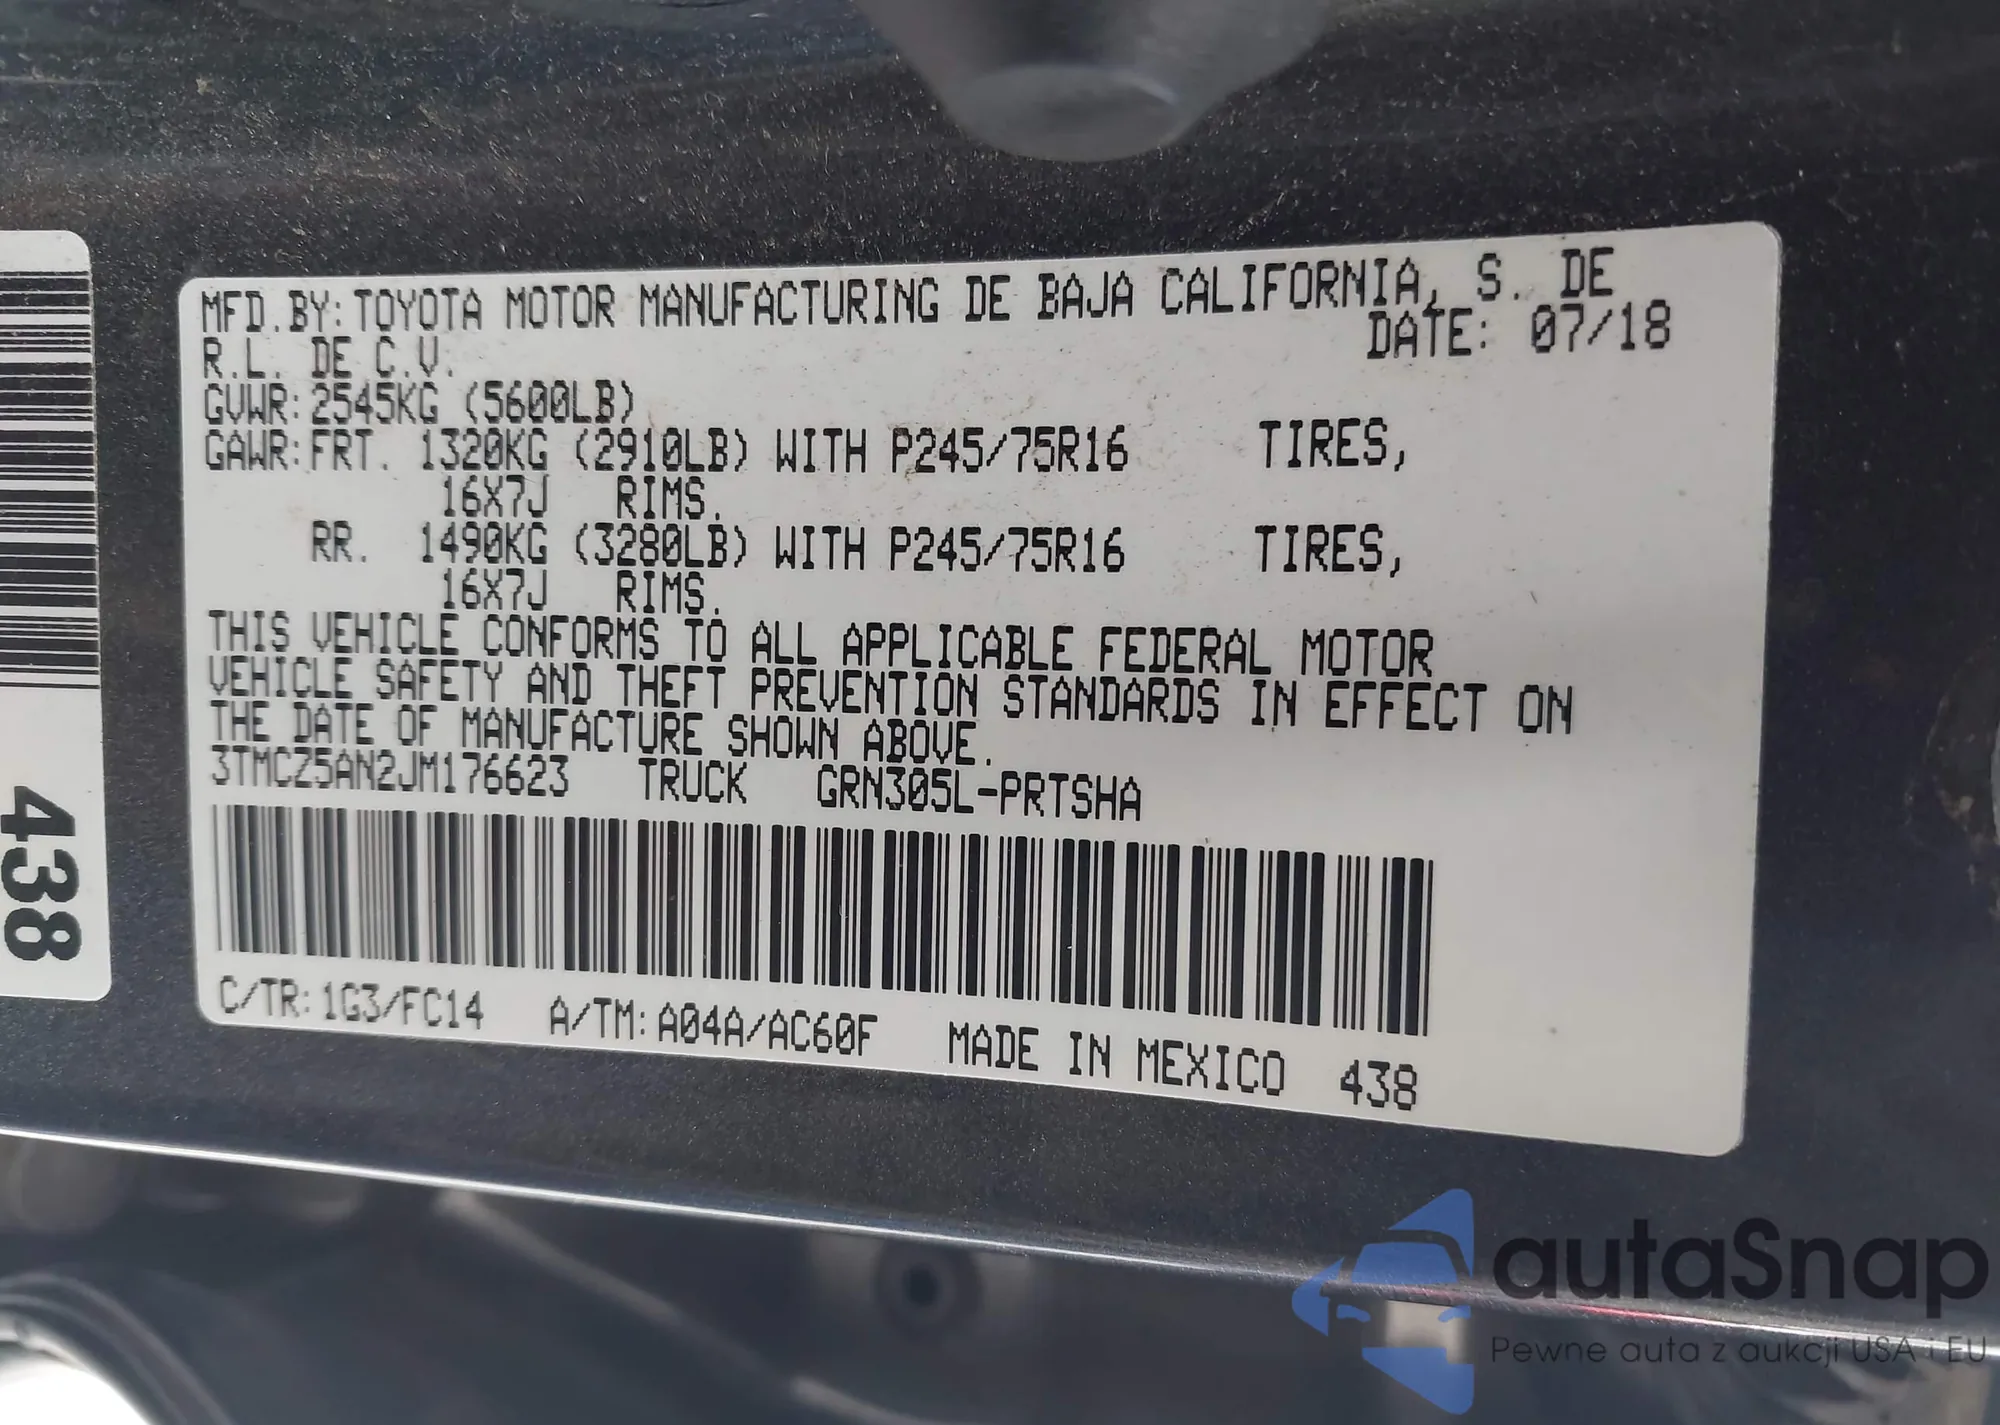 MFD.BY:TOYOTA MOTOR MANUFACTURING DE BAJA CALIFORNIA, S. DE
R.L. DE C.V. DATE: 07/18
GVWR:2545KG (5600LB)
GAWR:FRT. 1320KG (2910LB) WITH P245/75R16 TIRES,
16X7J RIMS.
RR. 1490KG (3280LB) WITH P245/75R16 TIRES,
16X7J RIMS.
THIS VEHICLE CONFORMS TO ALL APPLICABLE FEDERAL MOTOR
VEHICLE SAFETY AND THEFT PREVENTION STANDARDS IN EFFECT ON
THE DATE OF MANUFACTURE SHOWN ABOVE.
3TMCZ5AN2JM176623 TRUCK GRN305L-PRTSHA
C/TR:1G3/FC14 A/TM:A04A/AC60F MADE IN MEXICO 438
438
autaSnap
Pewne auta z aukcji USA i EU